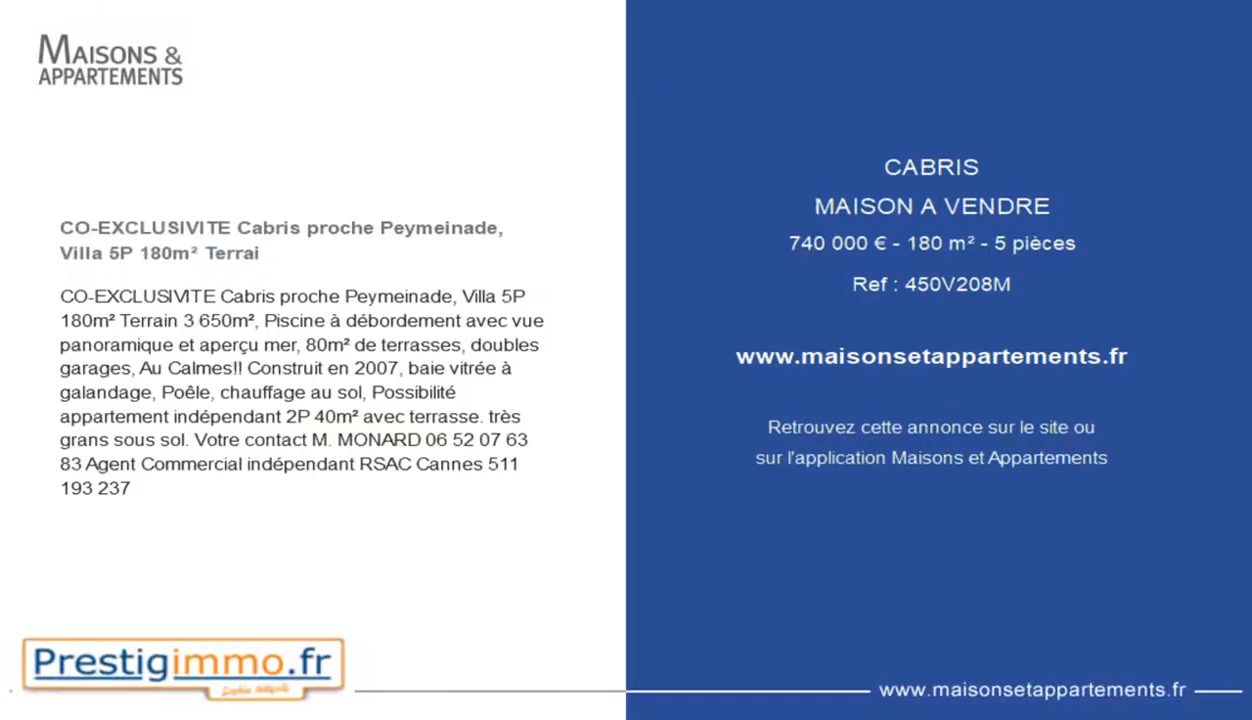 MAISONS &
APPARTEMENTS
CO-EXCLUSIVITE Cabris proche Peymeinade,
Villa 5P 180m² Terrai
CO-EXCLUSIVITE Cabris proche Peymeinade, Villa 5P
180m² Terrain 3 650m², Piscine à débordement avec vue
panoramique et aperçu mer, 80m² de terrasses, doubles
garages, Au Calmes!! Construit en 2007, baie vitrée à
galandage, Poêle, chauffage au sol, Possibilité
appartement indépendant 2P 40m² avec terrasse. très
grans sous sol. Votre contact M. MONARD 06 52 07 63
83 Agent Commercial indépendant RSAC Cannes 511
193 237
Prestigimmo.fr
CABRIS
MAISON A VENDRE
740 000 € - 180 m² - 5 pièces
Ref : 450V208M
www.maisonsetappartements.fr
Retrouvez cette annonce sur le site ou
sur l'application Maisons et Appartements
www.maisonsetappartements.fr